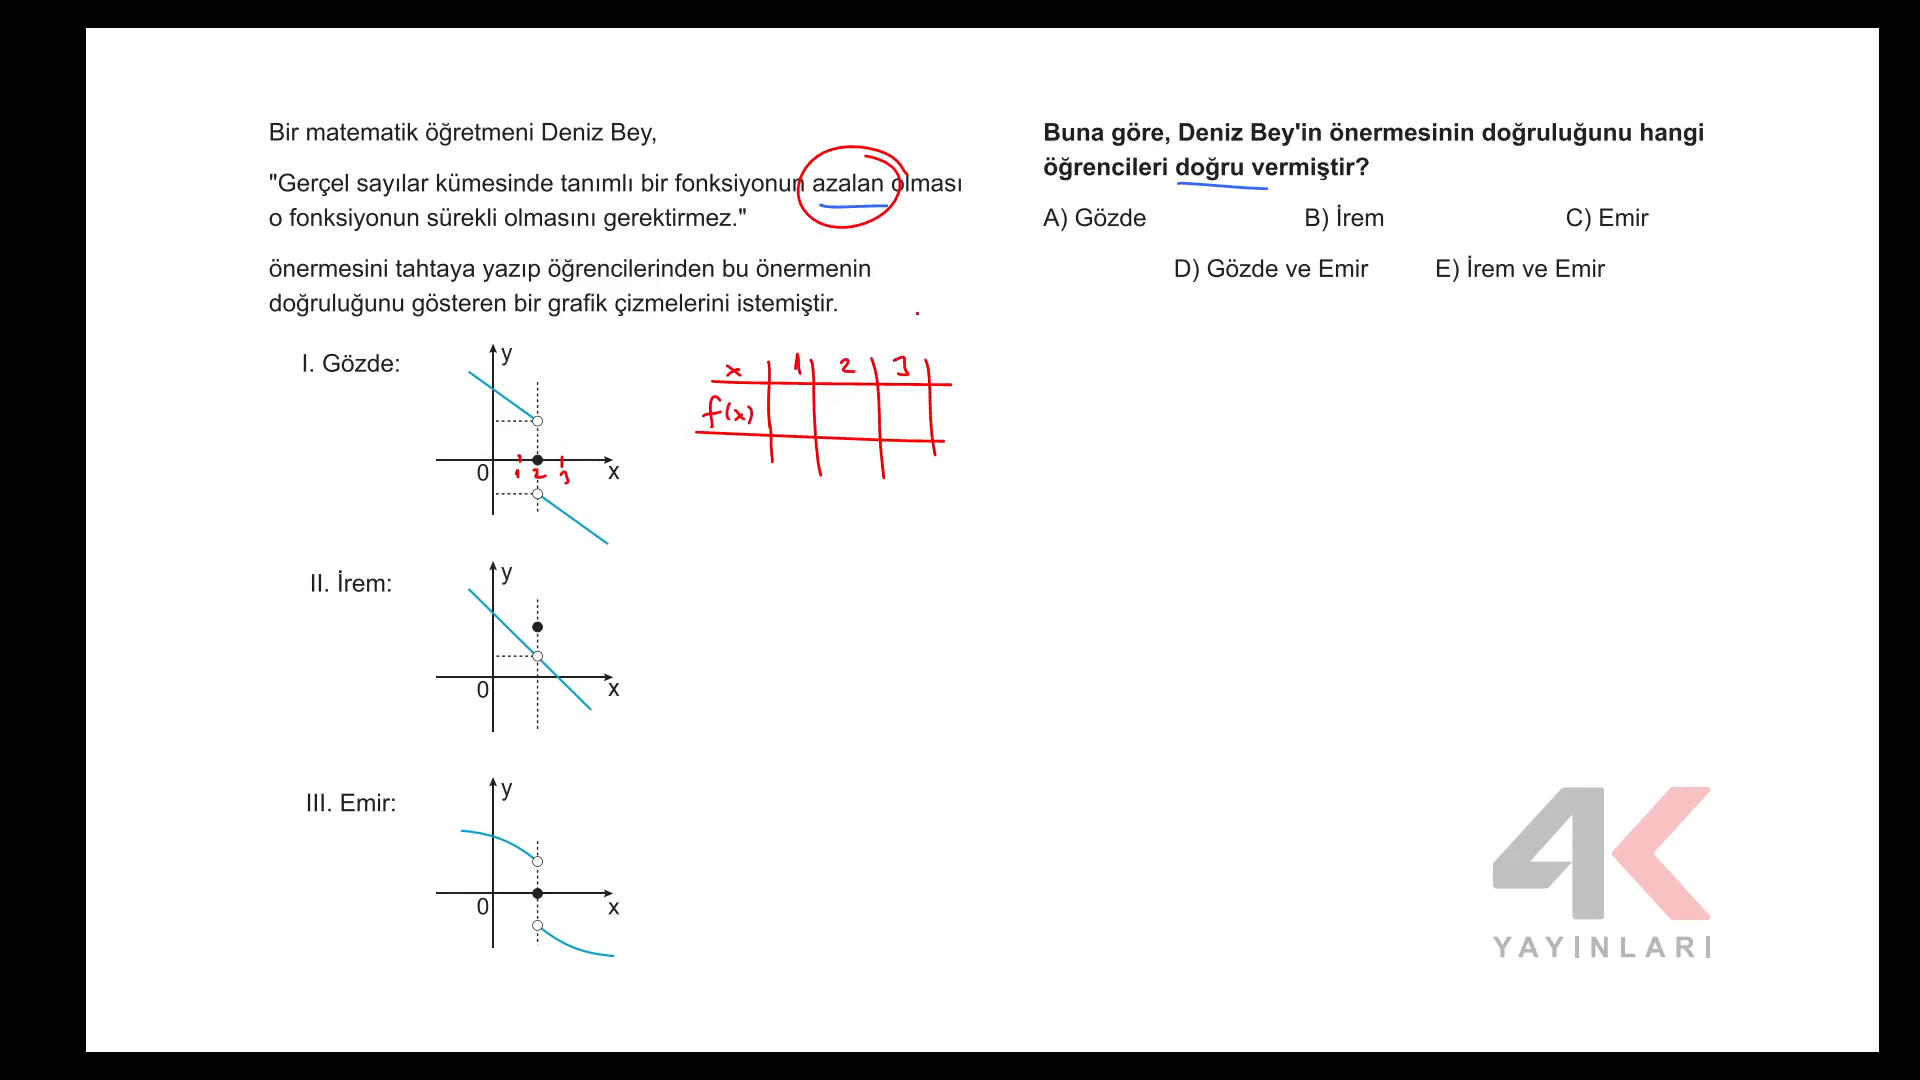 Bir matematik öğretmeni Deniz Bey,
"Gerçel sayılar kümesinde tanımlı bir fonksiyonun azalan olması
o fonksiyonun sürekli olmasını gerektirmez."
önermesini tahtaya yazıp öğrencilerinden bu önermenin
doğruluğunu gösteren bir grafik çizmelerini istemiştir.
I. Gözde:
y
0
1 2 3
x
x 1 2 3
f(x)
II. İrem:
y
0
x
III. Emir:
y
0
x
Buna göre, Deniz Bey'in önermesinin doğruluğunu hangi
öğrencileri doğru vermiştir?
A) Gözde B) İrem C) Emir
D) Gözde ve Emir E) İrem ve Emir
4K
YAYINLARI